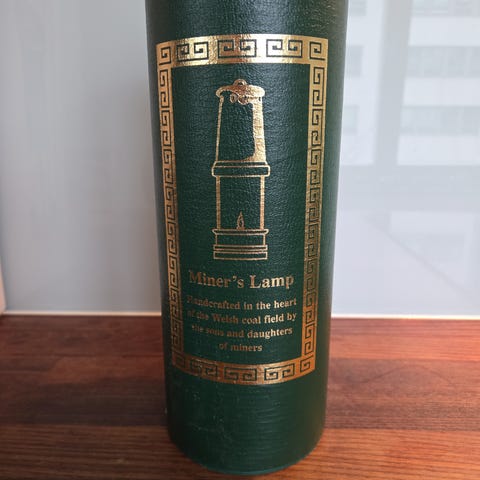 Miner's Lamp
Handcrafted in the heart
of the Welsh coal field by
the sons and daughters
of miners